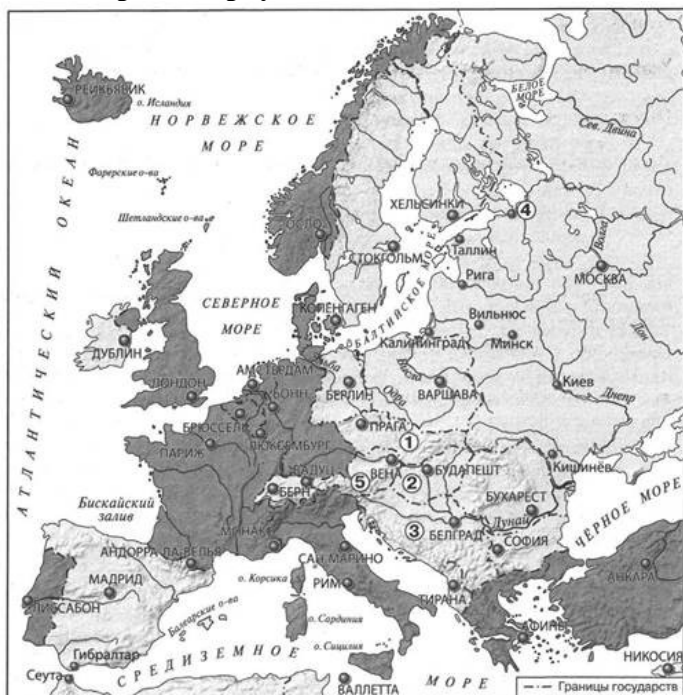 РЕЙКЬЯВИК
о. Исландия
НОРВЕЖСКОЕ
МОРЕ
БЕЛОЕ
МОРЕ
Сев. Двина
Фарерские о-ва
Шетландские о-ва
АТЛАНТИЧЕСКИЙ ОКЕАН
ОСЛО
ХЕЛЬСИНКИ
4
СТОКГОЛЬМ
Таллин
Волга
МОСКВА
Рига
БАЛТИЙСКОЕ МОРЕ
СЕВЕРНОЕ
МОРЕ
КОПЕНГАГЕН
Вильнюс
Калининград
Минск
Дон
ДУБЛИН
АМСТЕРДАМ
Эльба
ЛОНДОН
БОНН
БЕРЛИН
Одра
Висла
ВАРШАВА
Киев
Днепр
БРЮССЕЛЬ
ПРАГА
ЛЮКСЕМБУРГ
ПАРИЖ
1
ВАДУЦ
ВЕНА
БУДАПЕШТ
Кишинёв
5
2
БЕРН
Бискайский
залив
БУХАРЕСТ
3
Дунай
МОНАКО
БЕЛГРАД
СОФИЯ
ЧЁРНОЕ МОРЕ
АНДОРРА-ЛА-ВЕЛЬЯ
САН-МАРИНО
МАДРИД
о. Корсика
РИМ
ТИРАНА
АНКАРА
ЛИССАБОН
Балеарские о-ва
о. Сардиния
АФИНЫ
о. Сицилия
Гибралтар
Сеута
СРЕДИЗЕМНОЕ
МОРЕ
ВАЛЛЕТТА
НИКОСИЯ
Границы государств